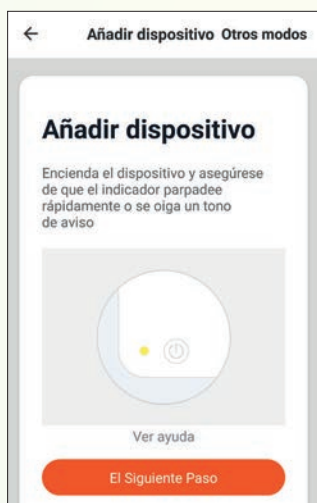 Añadir dispositivo Otros modos
Añadir dispositivo
Encienda el dispositivo y asegúrese
de que el indicador parpadee
rápidamente o se oiga un tono
de aviso
Ver ayuda
El Siguiente Paso